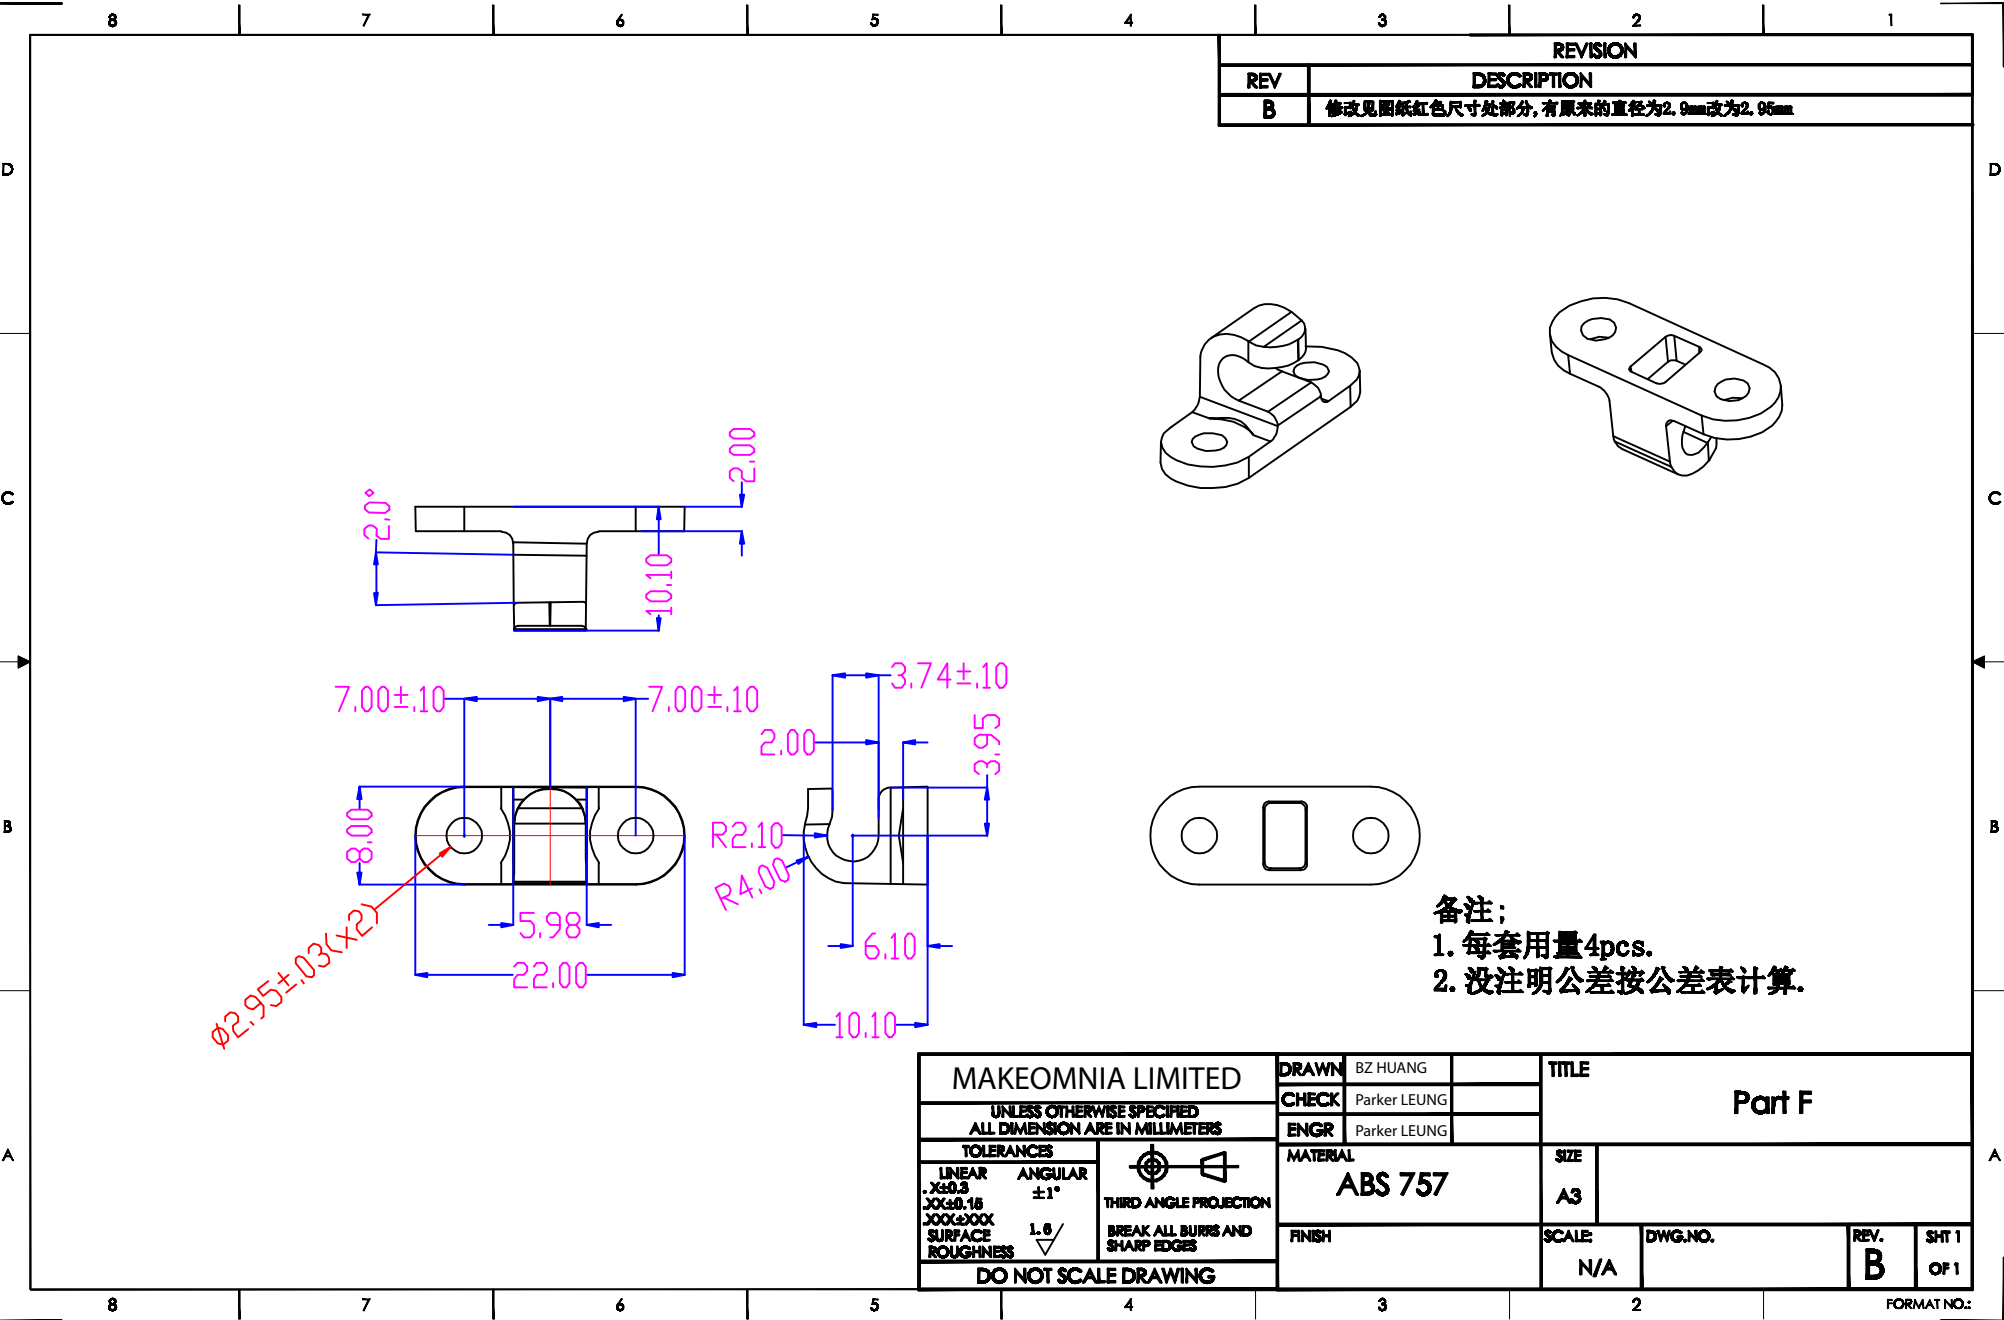 8 7 6 5 4 3 2 1
REVISION
REV DESCRIPTION
B 修改见图纸红色尺寸处部分,有原来的直径为2.9mm改为2.95mm
D D
2.00
2.0°
C C
10.10
3.74±.10
7.00±.10 7.00±.10
2.00 3.95
8.00 R2.10
B B
R4.00
5.98
6.10
22.00
Ø2.95±.03(x2)
10.10
备注;
1.每套用量4pcs.
2.没注明公差按公差表计算.
MAKEOMNIA LIMITED
UNLESS OTHERWISE SPECIFIED
ALL DIMENSION ARE IN MILLIMETERS
TOLERANCES
LINEAR ANGULAR
.X±0.3 ±1°
.XX±0.15
.XXX±XXX
SURFACE 1.6
ROUGHNESS
THIRD ANGLE PROJECTION
BREAK ALL BURRS AND
SHARP EDGES
DO NOT SCALE DRAWING
DRAWN BZ HUANG
CHECK Parker LEUNG
ENGR Parker LEUNG
TITLE
Part F
MATERIAL
ABS 757
SIZE
A3
FINISH
SCALE:
N/A
DWG.NO.
REV.
B
SHT 1
OF 1
A A
8 7 6 5 4 3 2
FORMAT NO.: